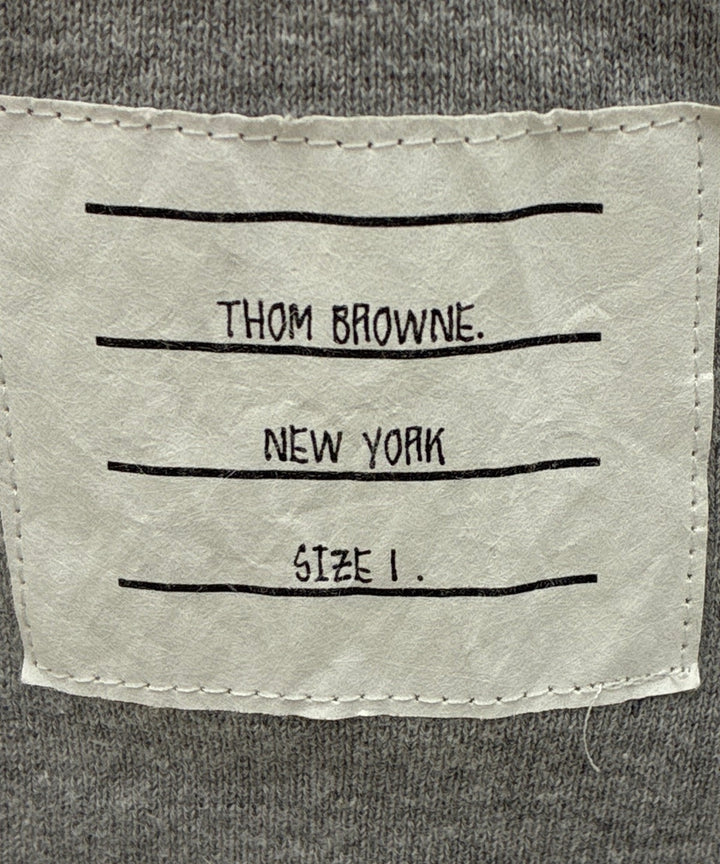 THOM BROWNE.
NEW YORK
SIZE 1 .